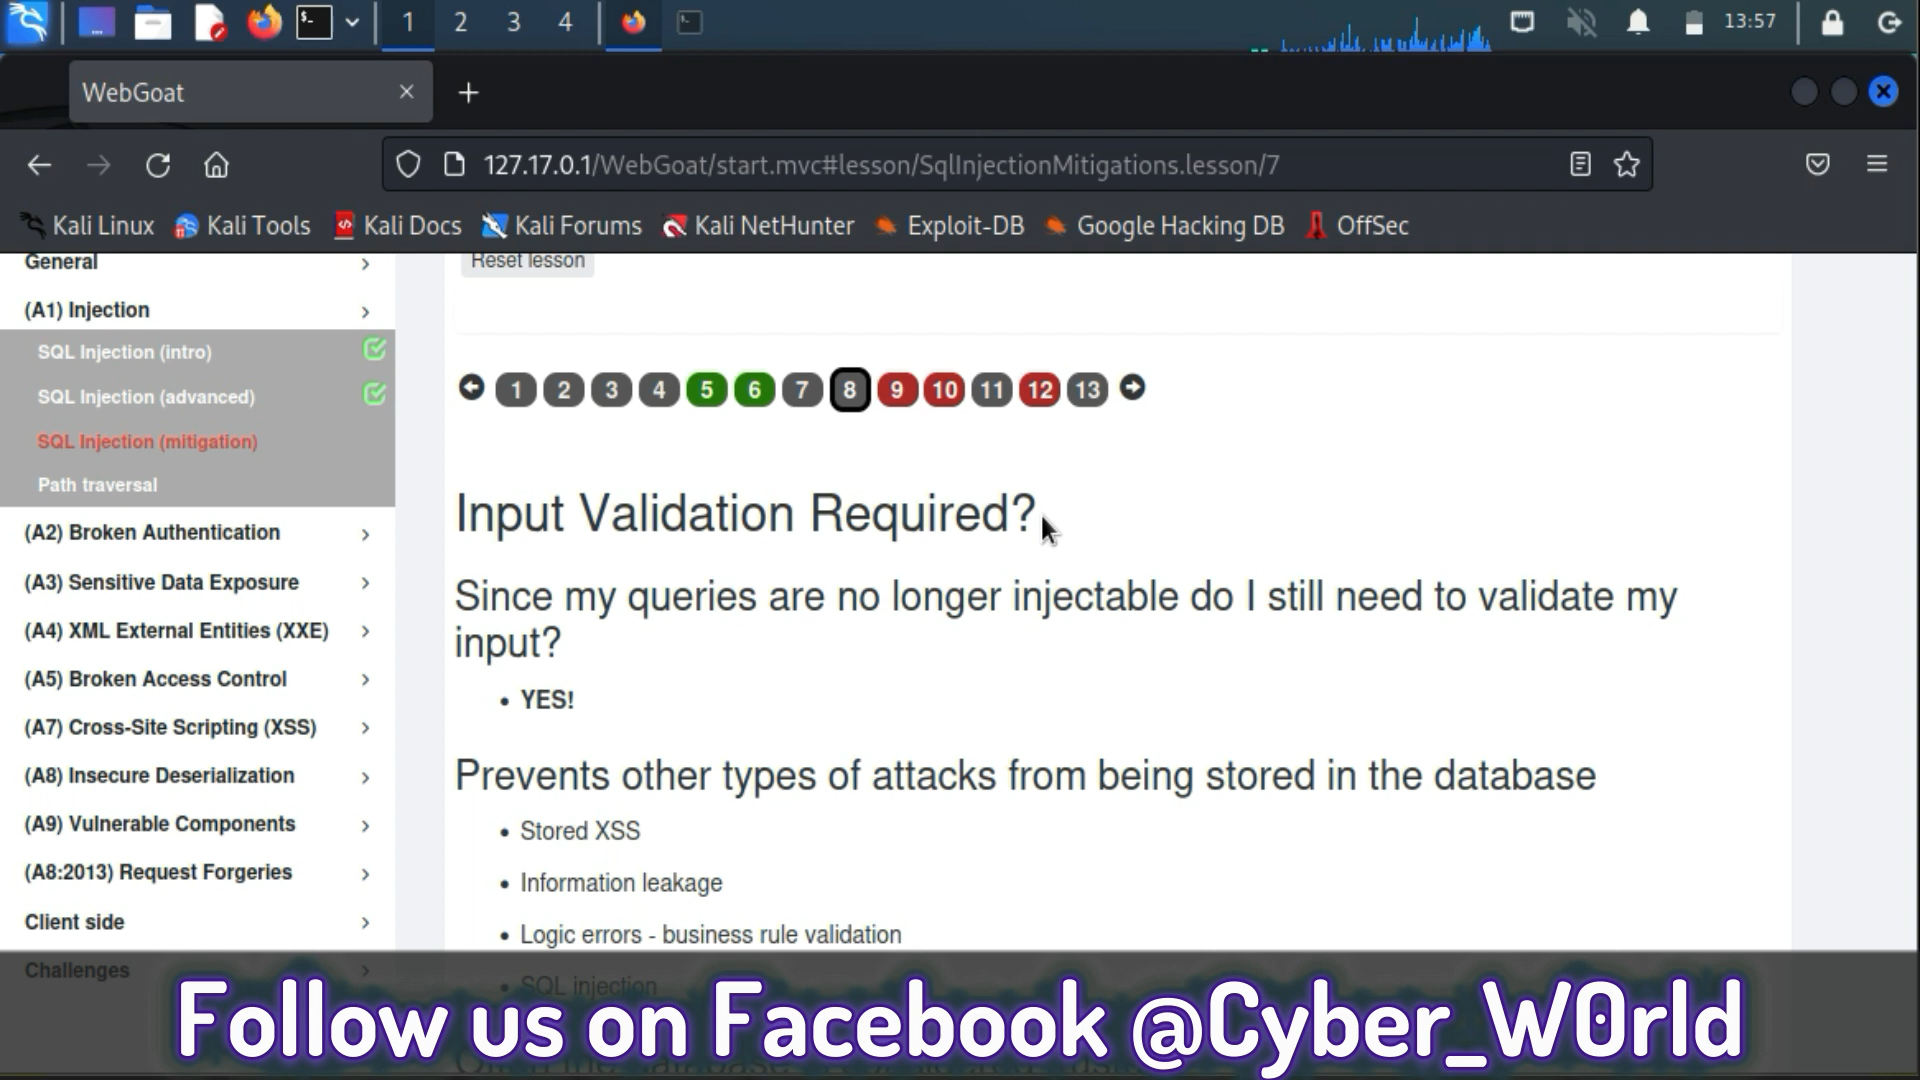 1 2 3 4 13:57
WebGoat
127.17.0.1/WebGoat/start.mvc#lesson/SqlInjectionMitigations.lesson/7
Kali Linux Kali Tools Kali Docs Kali Forums Kali NetHunter Exploit-DB Google Hacking DB OffSec
General
(A1) Injection
SQL Injection (intro)
SQL Injection (advanced)
SQL Injection (mitigation)
Path traversal
(A2) Broken Authentication
(A3) Sensitive Data Exposure
(A4) XML External Entities (XXE)
(A5) Broken Access Control
(A7) Cross-Site Scripting (XSS)
(A8) Insecure Deserialization
(A9) Vulnerable Components
(A8:2013) Request Forgeries
Client side
Challenges
Reset lesson
1 2 3 4 5 6 7 8 9 10 11 12 13
Input Validation Required?
Since my queries are no longer injectable do I still need to validate my
input?
• YES!
Prevents other types of attacks from being stored in the database
• Stored XSS
• Information leakage
• Logic errors - business rule validation
• SQL injection
Follow us on Facebook @Cyber_W0rld